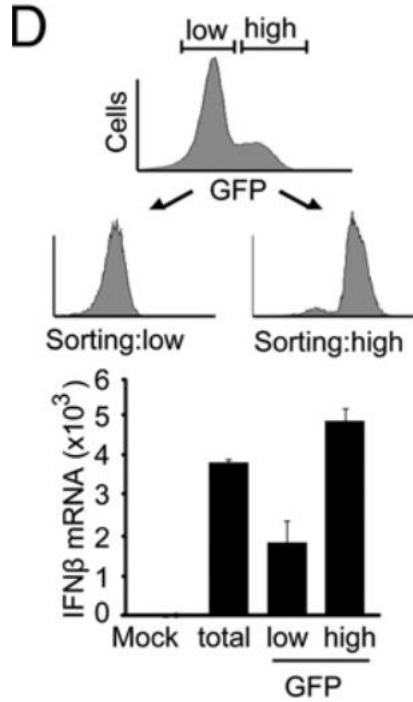 D
low high
Cells
GFP
Sorting:low Sorting:high
IFNβ mRNA (x10³)
6
5
4
3
2
1
0
Mock total low high
GFP